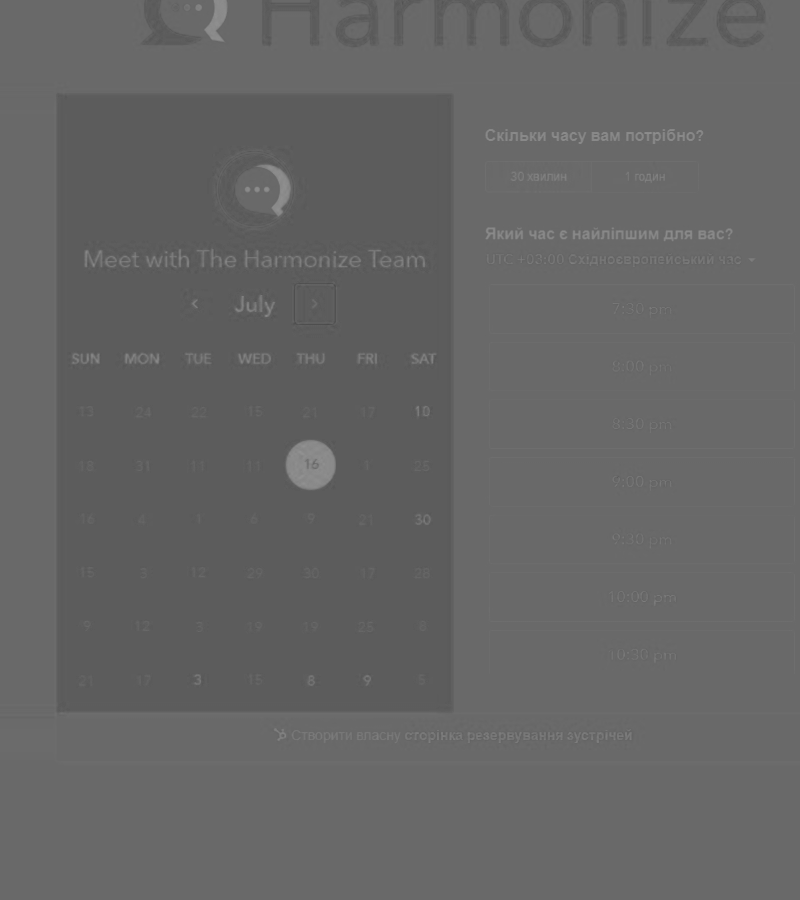 Harmonize
Meet with The Harmonize Team
July
SUN MON TUE WED THU FRI SAT
13 24 22 15 21 17 10
18 31 11 11 16 1 25
16 4 1 6 9 21 30
15 3 12 29 30 17 28
9 12 3 19 19 25 8
21 17 3 15 8 9 5
Скільки часу вам потрібно?
30 хвилин 1 годин
Який час є найліпшим для вас?
UTC +03:00 Східноєвропейський час
7:30 pm
8:00 pm
8:30 pm
9:00 pm
9:30 pm
10:00 pm
10:30 pm
Створити власну сторінка резервування зустрічей